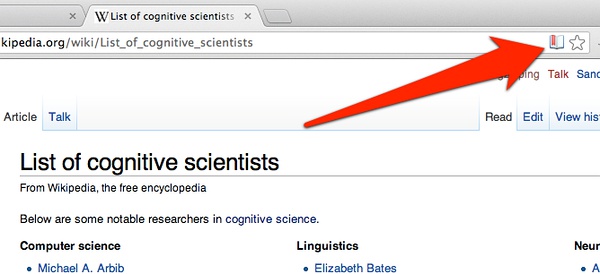 List of cognitive scientists
kipedia.org/wiki/List_of_cognitive_scientists
Talk
Article Talk Read Edit View his
List of cognitive scientists
From Wikipedia, the free encyclopedia
Below are some notable researchers in cognitive science.
Computer science Linguistics Neur
Michael A. Arbib Elizabeth Bates A